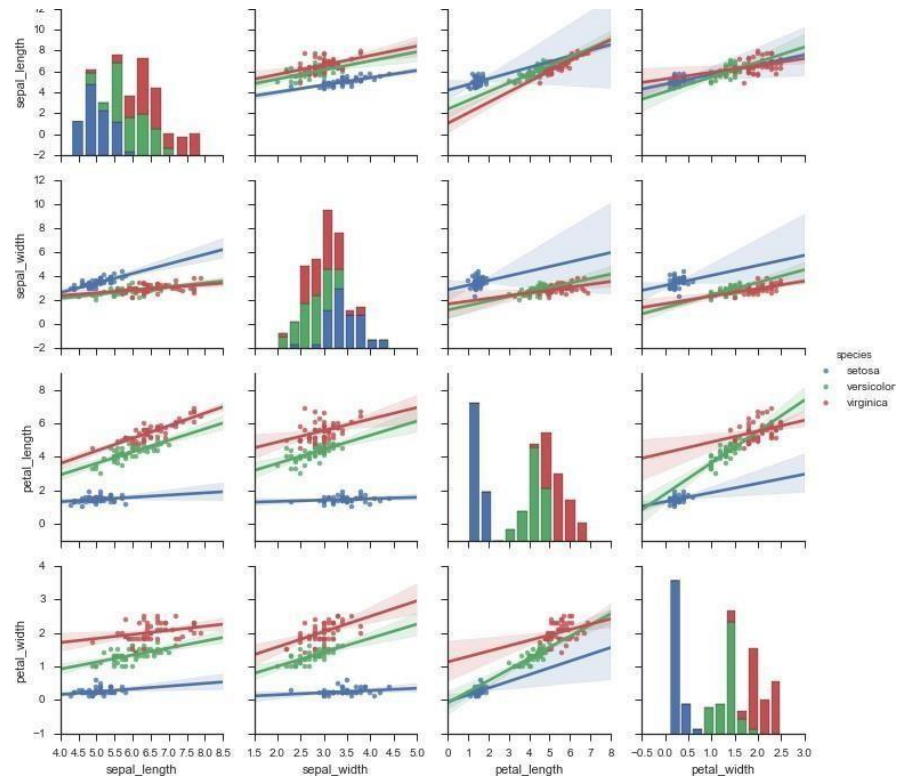 12
10
8
6
4
2
0
−2
sepal_length
12
10
8
6
4
2
0
−2
sepal_width
8
6
4
2
0
petal_length
species
setosa
versicolor
virginica
4
3
2
1
0
−1
petal_width
4.0 4.5 5.0 5.5 6.0 6.5 7.0 7.5 8.0 8.5
sepal_length
1.5 2.0 2.5 3.0 3.5 4.0 4.5 5.0
sepal_width
0 1 2 3 4 5 6 7 8
petal_length
−0.5 0.0 0.5 1.0 1.5 2.0 2.5 3.0
petal_width